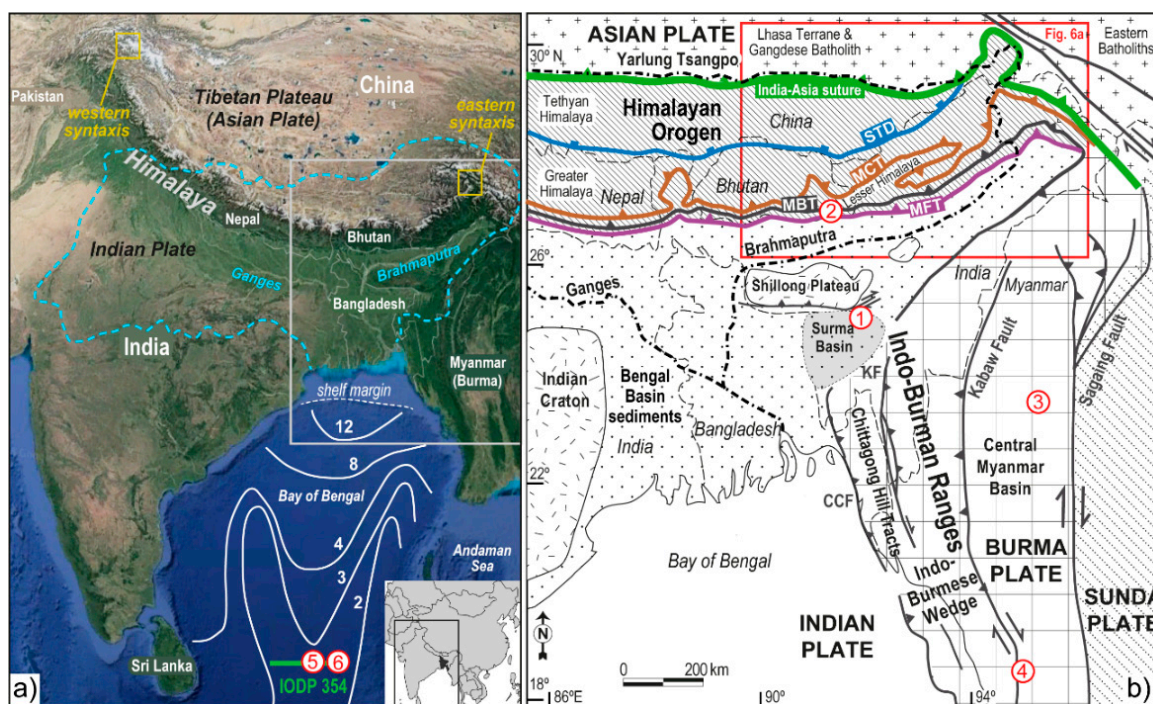 Pakistan
western
syntaxis
China
Tibetan Plateau
(Asian Plate)
eastern
syntaxis
Himalaya
Nepal
Indian Plate
Bhutan
Brahmaputra
Ganges
Bangladesh
India
Myanmar
(Burma)
shelf margin
12
8
Bay of Bengal
4
3
2
Andaman
Sea
Sri Lanka
5 6
IODP 354
a)
ASIAN PLATE
Lhasa Terrane &
Gangdese Batholith
Fig. 6a
Eastern
Batholiths
30°N
Yarlung Tsangpo
India-Asia suture
Tethyan
Himalaya
Himalayan
Orogen
China
STD
Greater
Himalaya
Nepal
Bhutan
MCT
Lesser Himalaya
MBT
2
MFT
Brahmaputra
26°
Ganges
Shillong Plateau
India
Myanmar
1
Surma
Basin
KF
Kabaw Fault
Sagaing Fault
Indian
Craton
Bengal
Basin
sediments
India
Bangladesh
Chittagong Hill Tracts
Indo-Burman Ranges
3
Central
Myanmar
Basin
22°
CCF
Bay of Bengal
BURMA
PLATE
Indo-
Burmese
Wedge
SUNDA
PLATE
INDIAN
PLATE
N
0 200 km
4
18°
86°E
90°
94°
b)